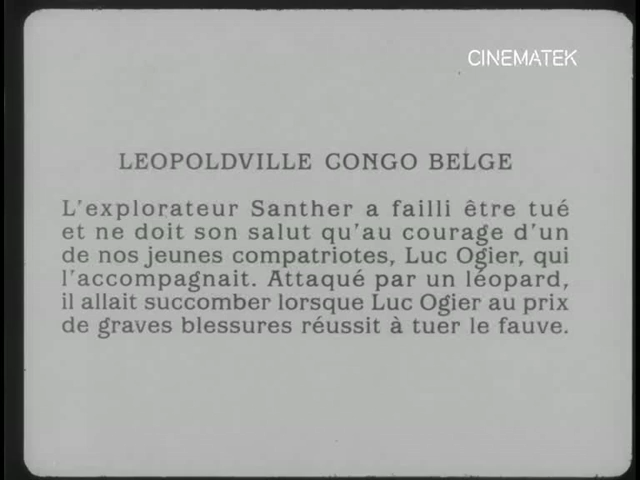 CINEMATEK
LEOPOLDVILLE CONGO BELGE
L'explorateur Santher a failli être tué
et ne doit son salut qu'au courage d'un
de nos jeunes compatriotes, Luc Ogier, qui
l'accompagnait. Attaqué par un léopard,
il allait succomber lorsque Luc Ogier au prix
de graves blessures réussit à tuer le fauve.